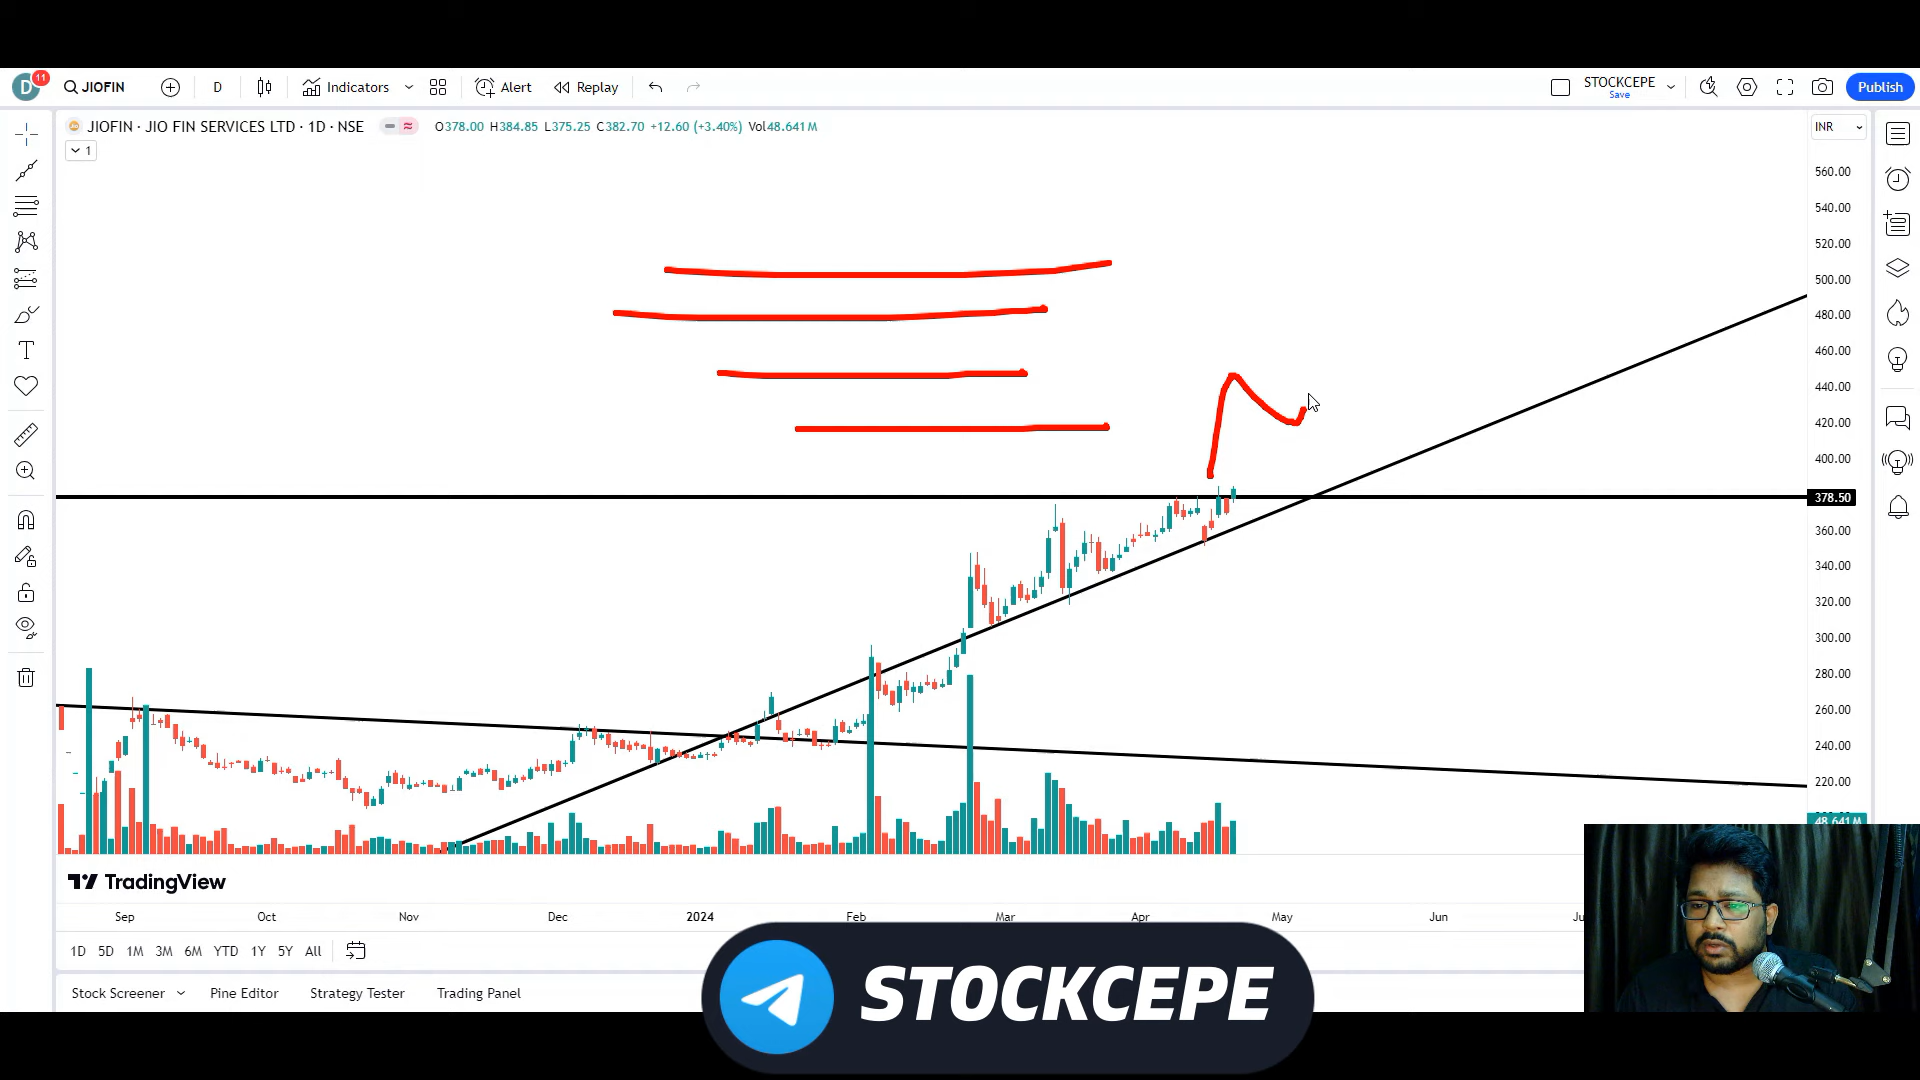 D 11 JIOFIN D Indicators Alert Replay STOCKCEPE Save Publish
JIOFIN · JIO FIN SERVICES LTD · 1D · NSE O378.00 H384.85 L375.25 C382.70 +12.60 (+3.40%) Vol48.641M INR
1
560.00
540.00
520.00
500.00
480.00
460.00
440.00
420.00
400.00
378.50
360.00
340.00
320.00
300.00
280.00
260.00
240.00
220.00
48.641M
TradingView
Sep Oct Nov Dec 2024 Feb Mar Apr May Jun
1D 5D 1M 3M 6M YTD 1Y 5Y All
Stock Screener Pine Editor Strategy Tester Trading Panel
STOCKCEPE